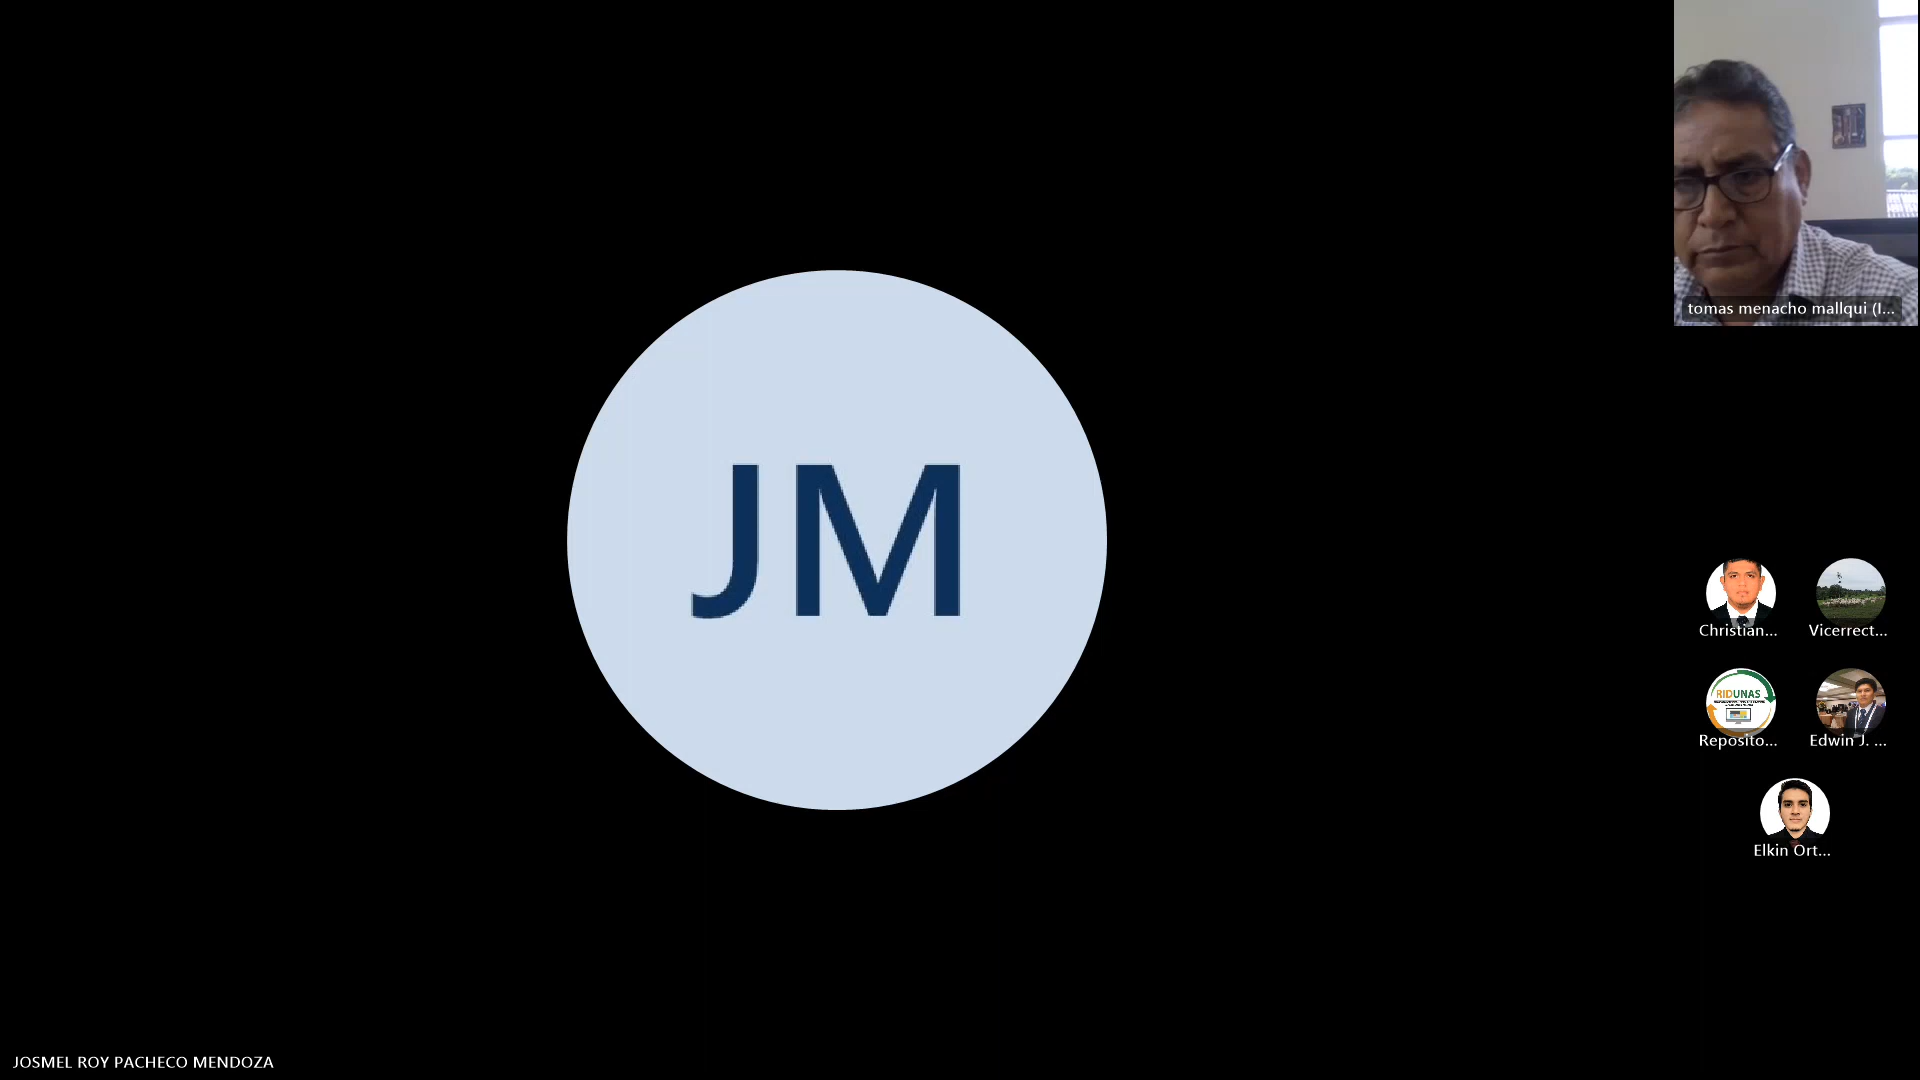 JM
tomas menacho mallqui (I...
Christian...
Vicerrect...
RIDUNAS
Reposito...
Edwin J. ...
Elkin Ort...
JOSMEL ROY PACHECO MENDOZA